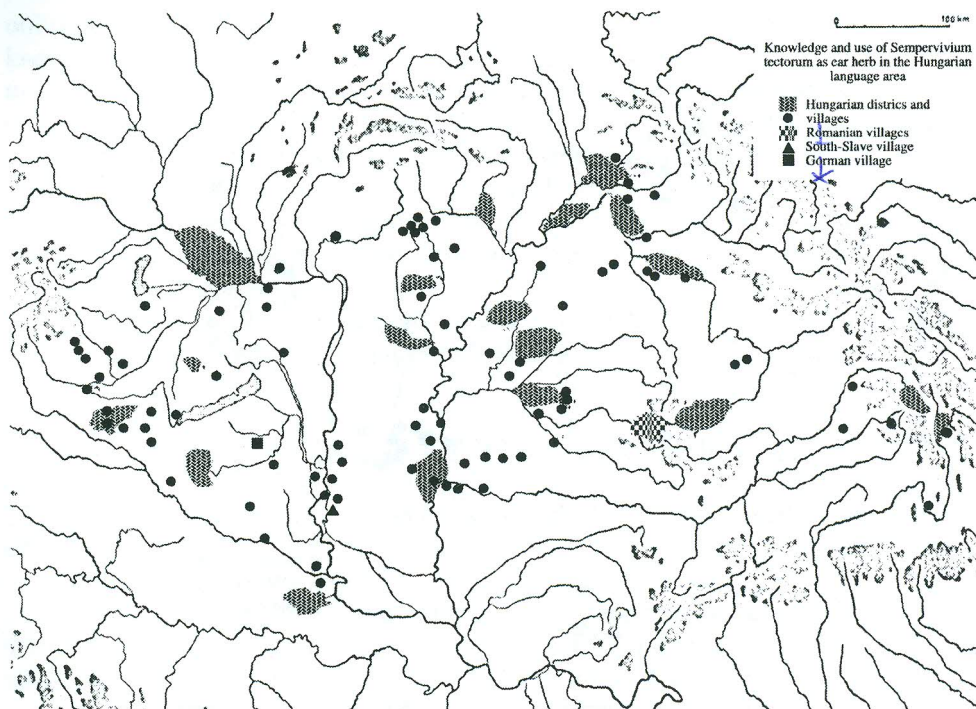 100 km
Knowledge and use of Sempervivium
tectorum as ear herb in the Hungarian
language area
Hungarian districs and
villages
Romanian villages
South-Slave village
German village